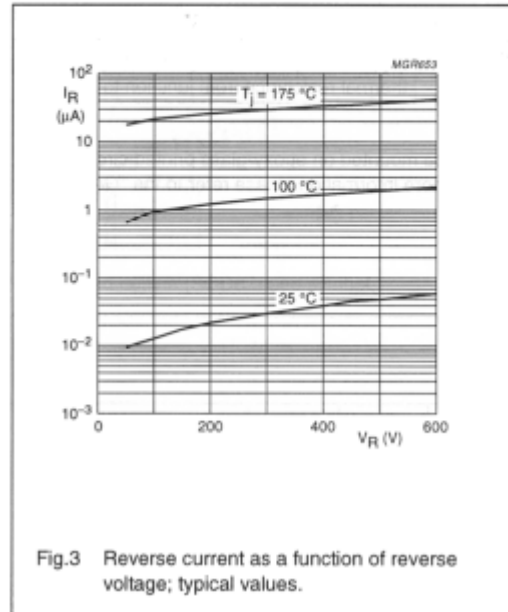 MGR653
10²
I_R
(μA)
T_j = 175 °C
10
100 °C
1
10⁻¹
25 °C
10⁻²
10⁻³
0 200 400 600
V_R (V)
Fig.3 Reverse current as a function of reverse
voltage; typical values.